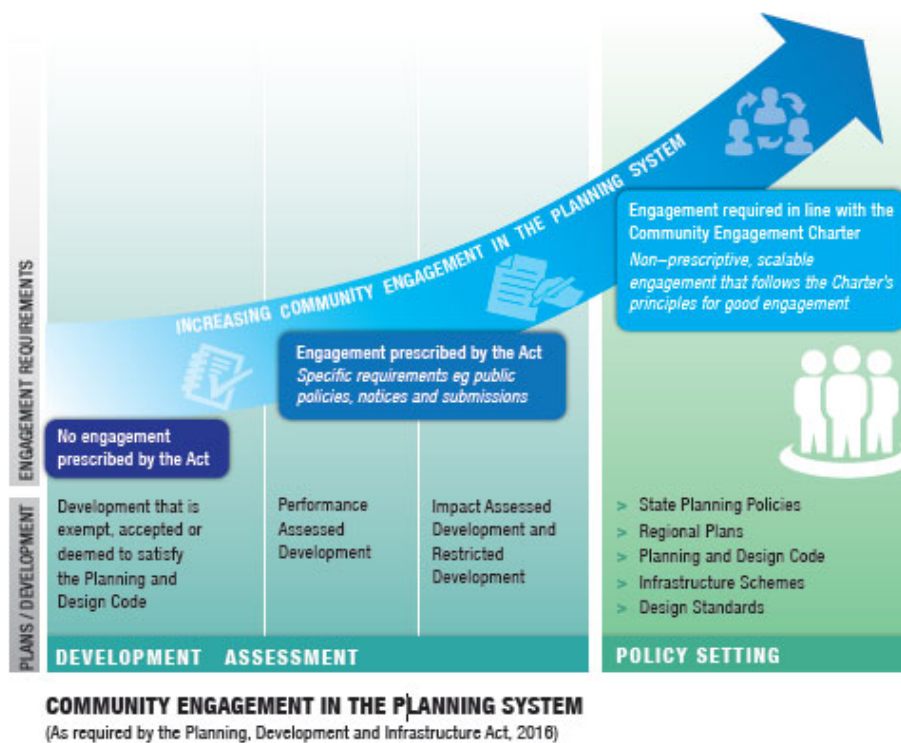 INCREASING COMMUNITY ENGAGEMENT IN THE PLANNING SYSTEM
ENGAGEMENT REQUIREMENTS
No engagement
prescribed by the Act
Engagement prescribed by the Act
Specific requirements eg public
policies, notices and submissions
Engagement required in line with the
Community Engagement Charter
Non–prescriptive, scalable
engagement that follows the Charter's
principles for good engagement
PLANS / DEVELOPMENT
Development that is
exempt, accepted or
deemed to satisfy
the Planning and
Design Code
Performance
Assessed
Development
Impact Assessed
Development and
Restricted
Development
> State Planning Policies
> Regional Plans
> Planning and Design Code
> Infrastructure Schemes
> Design Standards
DEVELOPMENT ASSESSMENT
POLICY SETTING
COMMUNITY ENGAGEMENT IN THE PLANNING SYSTEM
(As required by the Planning, Development and Infrastructure Act, 2016)